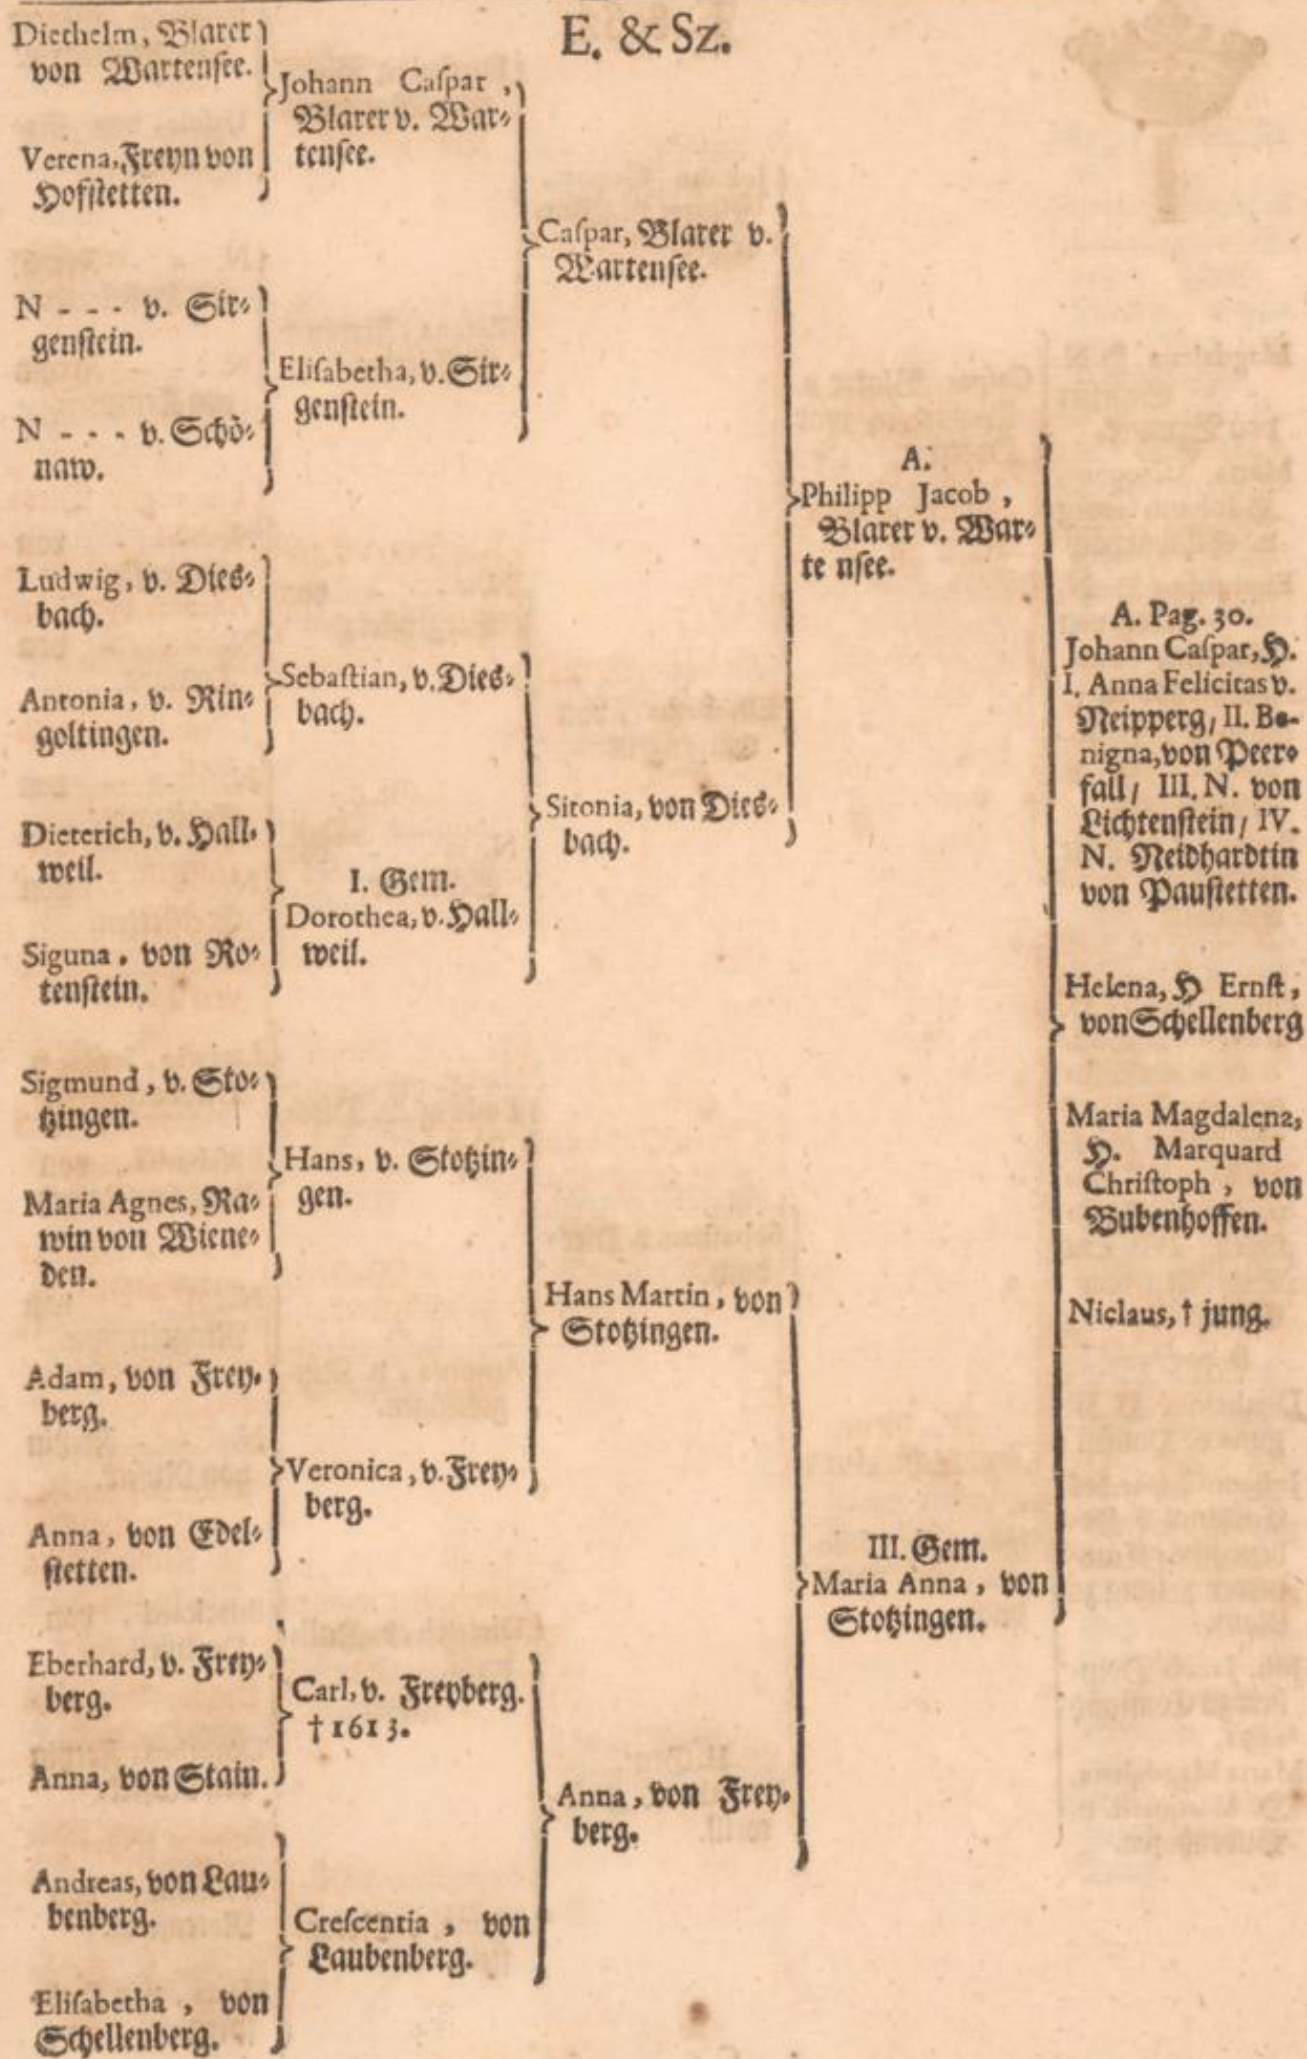 E. & Sz.
Diethelm, Blarer
von Wartensee.
Verena, Freyn von
Hofstetten.
N - - - v. Sir⸗
genstein.
N - - - v. Schö⸗
naw.
Ludwig, v. Dies⸗
bach.
Antonia, v. Rin⸗
goltingen.
Dieterich, v. Hall⸗
weil.
Siguna, von Ro⸗
tenstein.
Sigmund, v. Sto⸗
tzingen.
Maria Agnes, Ra⸗
win von Wiene⸗
den.
Adam, von Frey⸗
berg.
Anna, von Edel⸗
stetten.
Eberhard, v. Frey⸗
berg.
Anna, von Stain.
Andreas, von Lau⸗
benberg.
Elisabetha, von
Schellenberg.
Johann Caſpar,
Blarer v. War⸗
tensee.
Eliſabetha, v. Sir⸗
genstein.
Sebaſtian, v. Dies⸗
bach.
I. Gem.
Dorothea, v. Hall⸗
weil.
Hans, v. Stotzin⸗
gen.
Veronica, v. Frey⸗
berg.
Carl, v. Freyberg.
† 1613.
Creſcentia, von
Laubenberg.
Caſpar, Blarer v.
Wartensee.
Sitonia, von Dies⸗
bach.
Hans Martin, von
Stotzingen.
Anna, von Frey⸗
berg.
A.
Philipp Jacob,
Blarer v. War⸗
te nsee.
III. Gem.
Maria Anna, von
Stotzingen.
A. Pag. 30.
Johann Caſpar, H.
I. Anna Felicitas v.
Neipperg/ II. Be-
nigna, von Peer⸗
fall/ III. N. von
Lichtenstein/ IV.
N. Neidhardtin
von Paustetten.
Helena, H Ernſt,
von Schellenberg
Maria Magdalena,
H. Marquard
Chriſtoph, von
Bubenhoffen.
Niclaus, † jung.